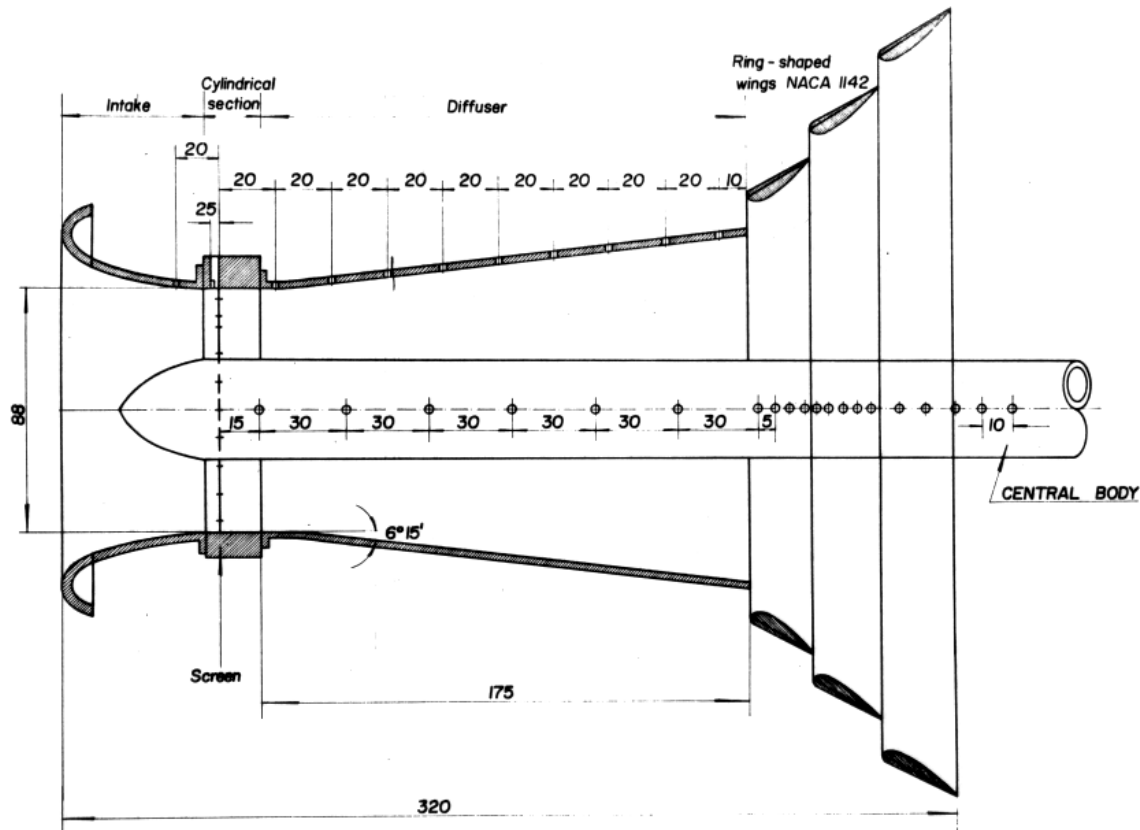 Ring - shaped
wings NACA 1142
Cylindrical
section
Intake
Diffuser
20
20 20 20 20 20 20 20 20 20 10
25
88
15 30 30 30 30 30 30 5
10
CENTRAL BODY
6°15'
Screen
175
320